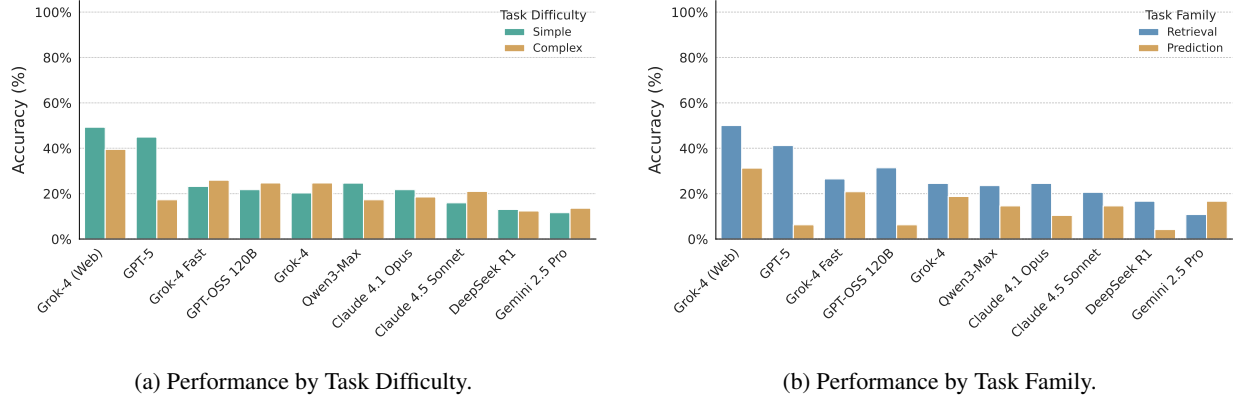 100%
80%
60%
40%
20%
0%
Accuracy (%)
Task Difficulty
Simple
Complex
Grok-4 (Web)
GPT-5
Grok-4 Fast
GPT-OSS 120B
Grok-4
Qwen3-Max
Claude 4.1 Opus
Claude 4.5 Sonnet
DeepSeek R1
Gemini 2.5 Pro
(a) Performance by Task Difficulty.
100%
80%
60%
40%
20%
0%
Accuracy (%)
Task Family
Retrieval
Prediction
Grok-4 (Web)
GPT-5
Grok-4 Fast
GPT-OSS 120B
Grok-4
Qwen3-Max
Claude 4.1 Opus
Claude 4.5 Sonnet
DeepSeek R1
Gemini 2.5 Pro
(b) Performance by Task Family.